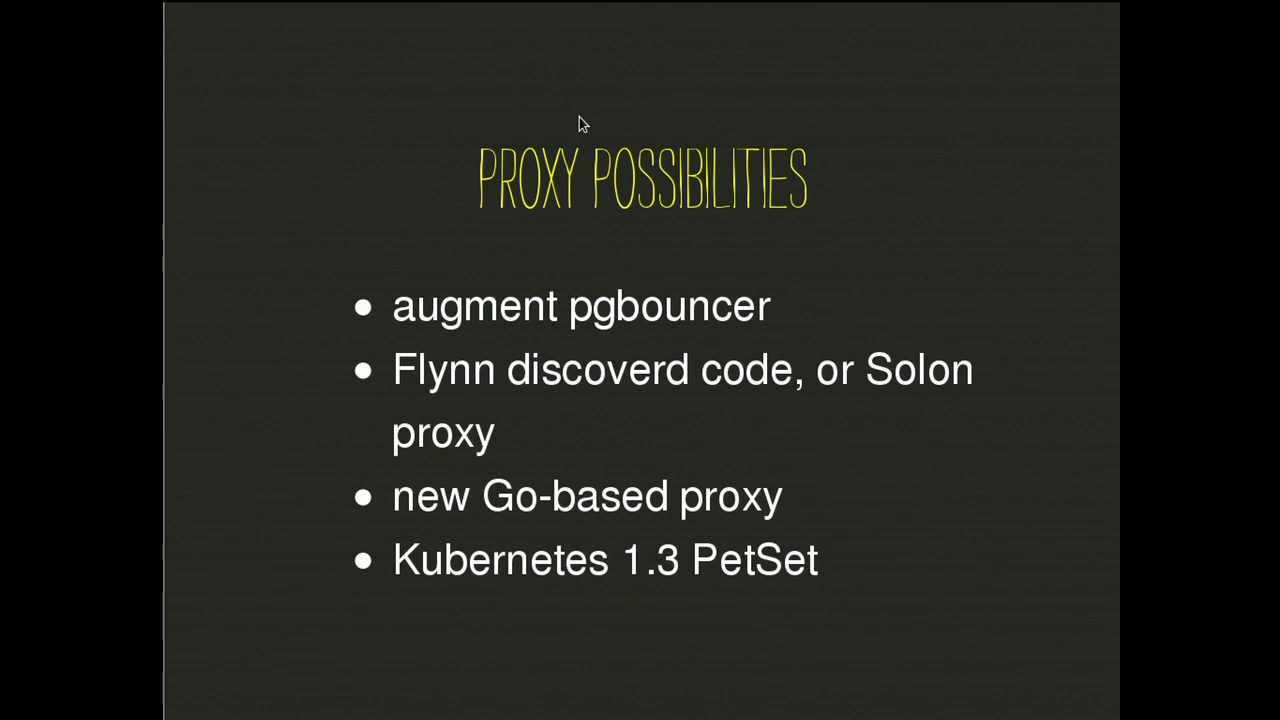 PROXY POSSIBILITIES
• augment pgbouncer
• Flynn discoverd code, or Solon
proxy
• new Go-based proxy
• Kubernetes 1.3 PetSet